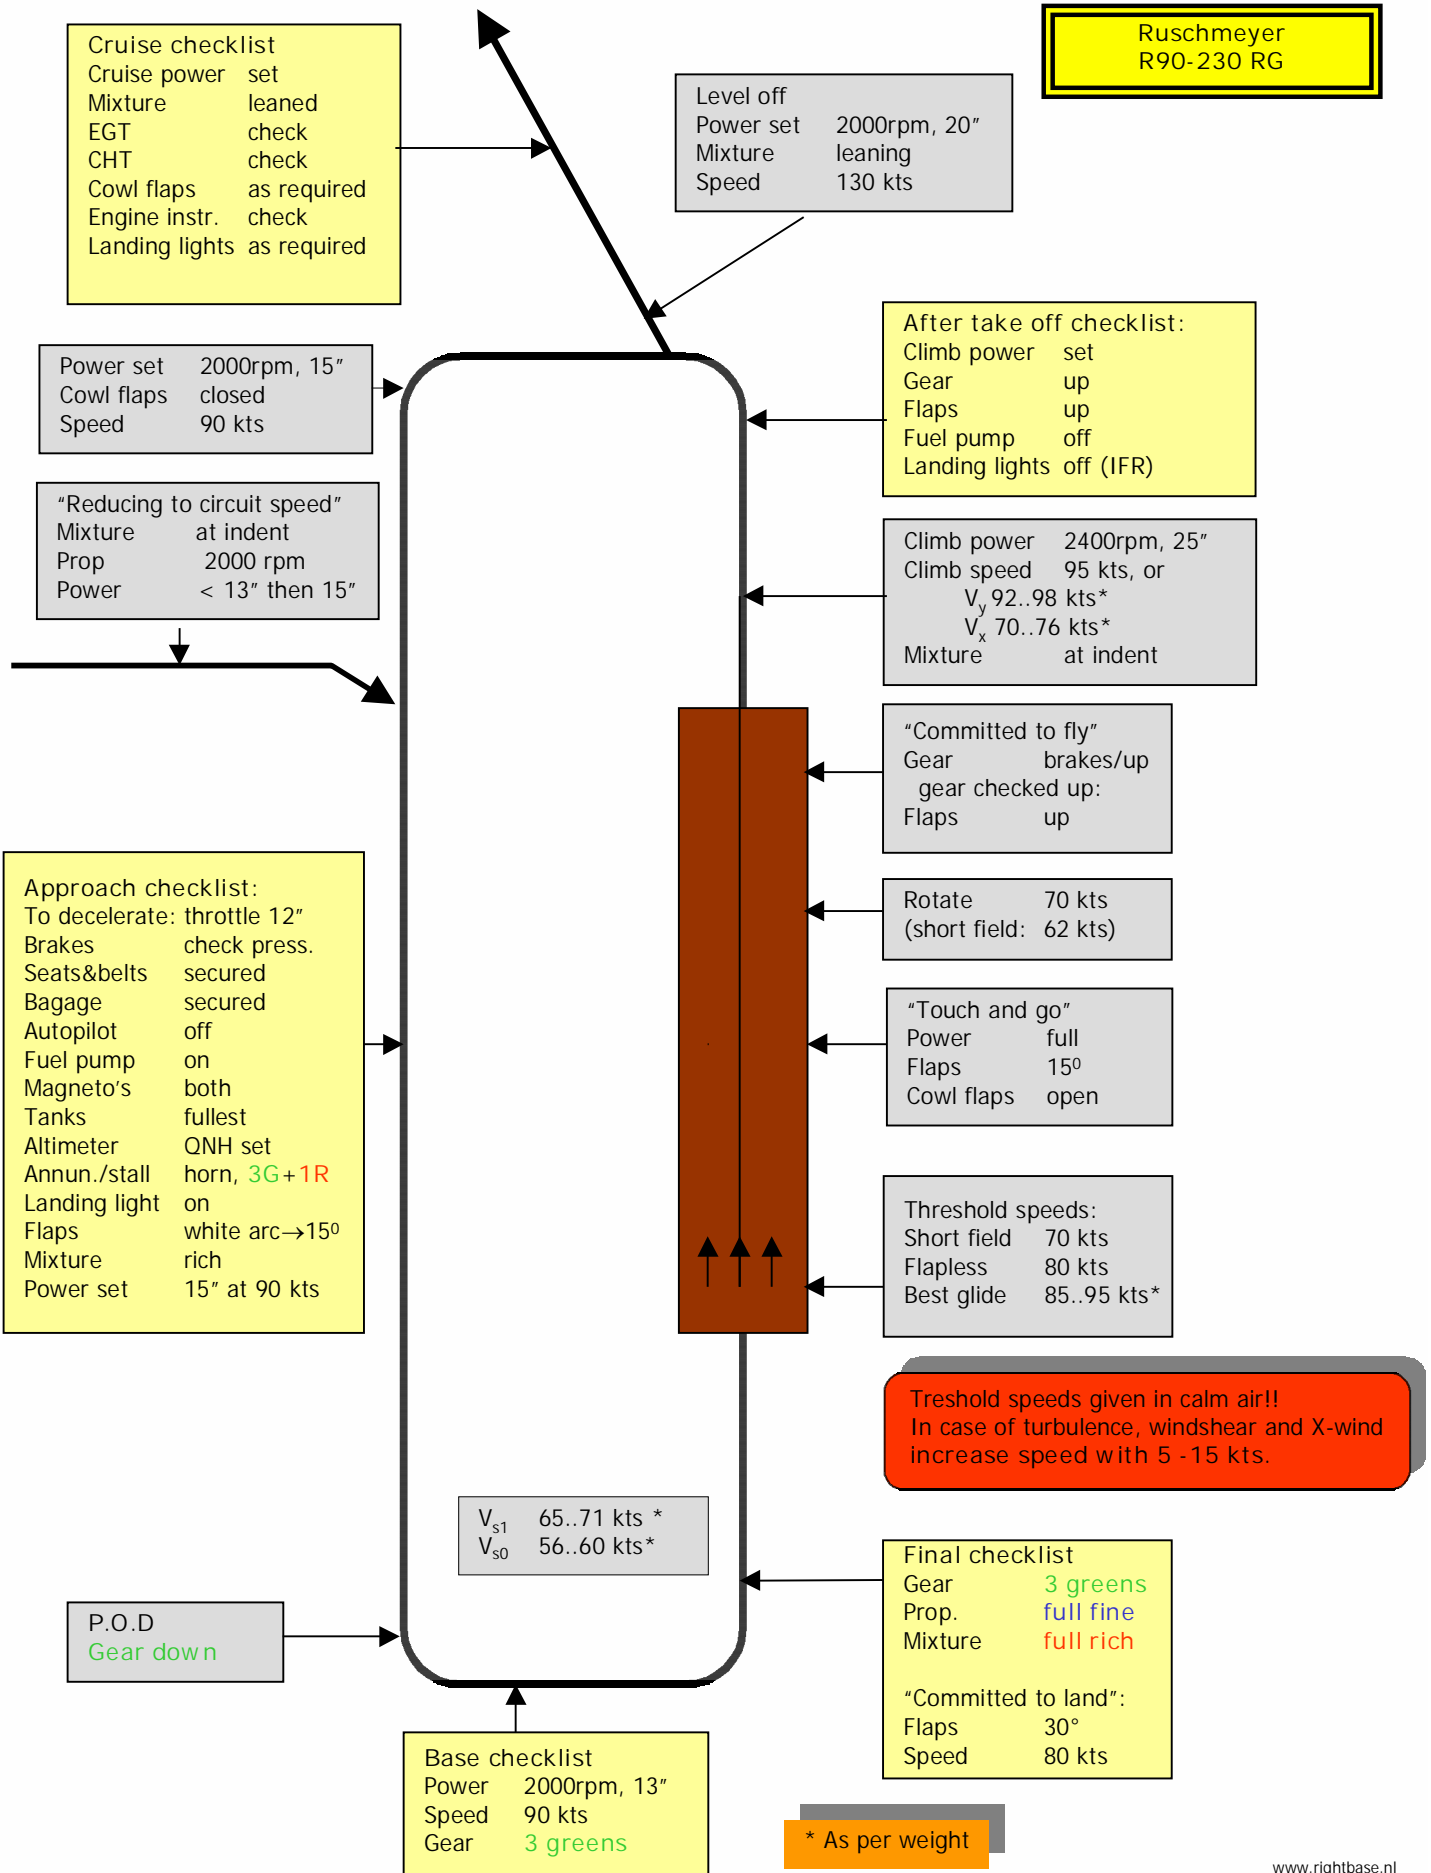 Ruschmeyer
R90-230 RG
Cruise checklist
Cruise power set
Mixture leaned
EGT check
CHT check
Cowl flaps as required
Engine instr. check
Landing lights as required
Level off
Power set 2000rpm, 20″
Mixture leaning
Speed 130 kts
Power set 2000rpm, 15″
Cowl flaps closed
Speed 90 kts
After take off checklist:
Climb power set
Gear up
Flaps up
Fuel pump off
Landing lights off (IFR)
“Reducing to circuit speed”
Mixture at indent
Prop 2000 rpm
Power < 13″ then 15″
Climb power 2400rpm, 25″
Climb speed 95 kts, or
Vy 92..98 kts*
Vx 70..76 kts*
Mixture at indent
“Committed to fly”
Gear brakes/up
gear checked up:
Flaps up
Approach checklist:
To decelerate: throttle 12″
Brakes check press.
Seats&belts secured
Bagage secured
Autopilot off
Fuel pump on
Magneto’s both
Tanks fullest
Altimeter QNH set
Annun./stall horn, 3G+1R
Landing light on
Flaps white arc→15⁰
Mixture rich
Power set 15″ at 90 kts
Rotate 70 kts
(short field: 62 kts)
“Touch and go”
Power full
Flaps 15⁰
Cowl flaps open
Threshold speeds:
Short field 70 kts
Flapless 80 kts
Best glide 85..95 kts*
Treshold speeds given in calm air!!
In case of turbulence, windshear and X-wind
increase speed with 5 -15 kts.
Vs1 65..71 kts *
Vs0 56..60 kts*
Final checklist
Gear 3 greens
Prop. full fine
Mixture full rich
“Committed to land”:
Flaps 30°
Speed 80 kts
P.O.D
Gear down
Base checklist
Power 2000rpm, 13″
Speed 90 kts
Gear 3 greens
* As per weight
www.rightbase.nl